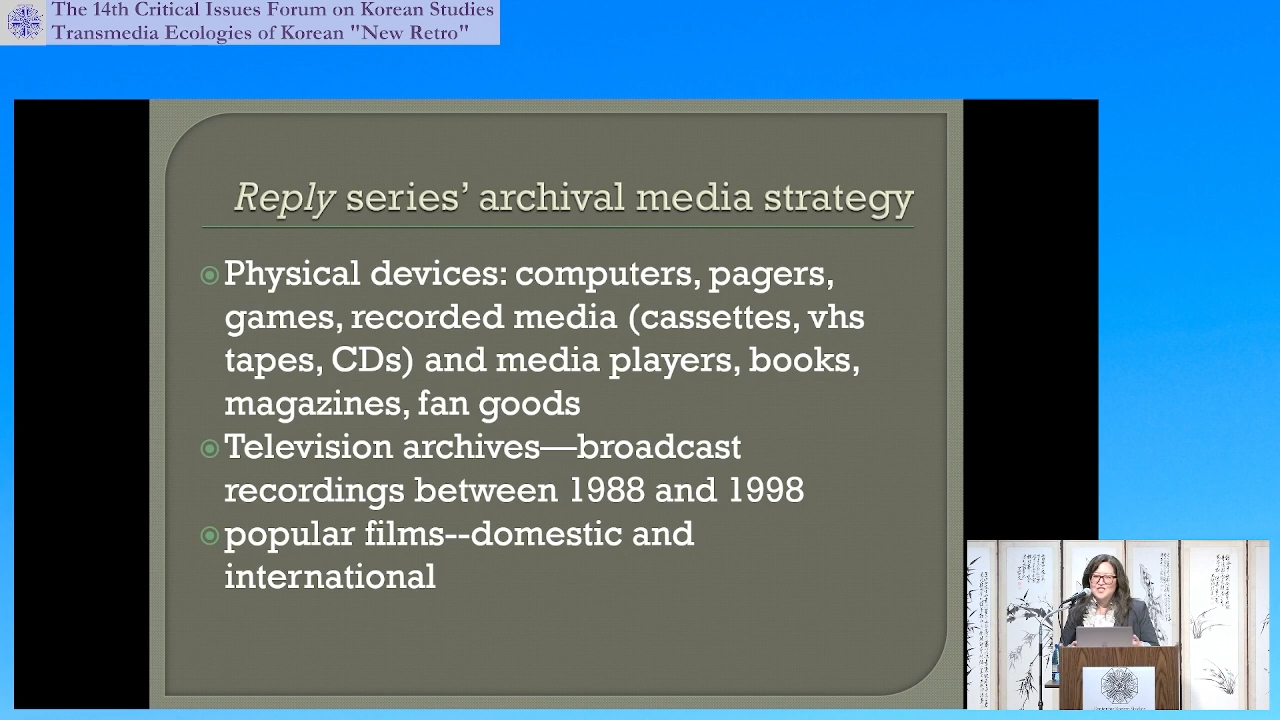 The 14th Critical Issues Forum on Korean Studies
Transmedia Ecologies of Korean "New Retro"
Reply series’ archival media strategy
Physical devices: computers, pagers,
games, recorded media (cassettes, vhs
tapes, CDs) and media players, books,
magazines, fan goods
Television archives—broadcast
recordings between 1988 and 1998
popular films--domestic and
international